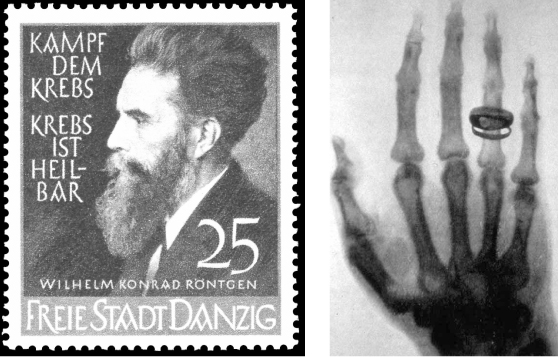 KAMPF
DEM
KREBS
KREBS
IST
HEIL-
BAR
25
WILHELM KONRAD RÖNTGEN
FREIE STADT DANZIG